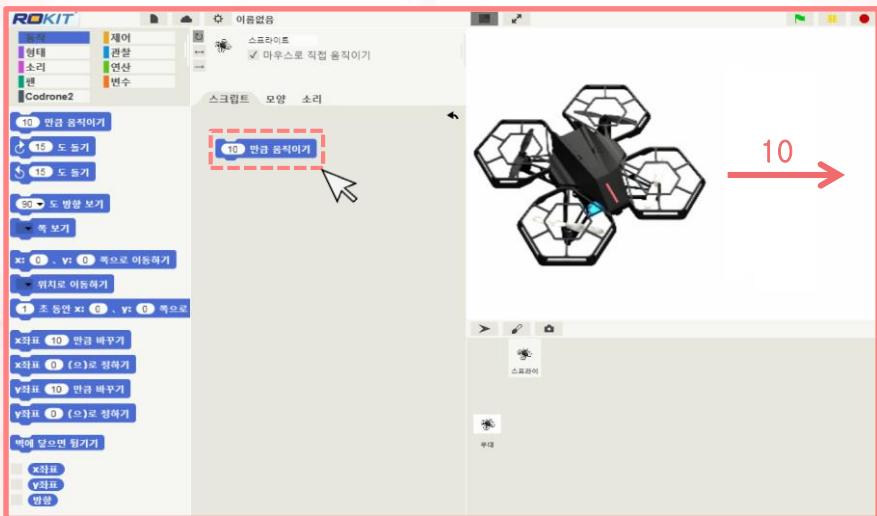 ROKIT
이름없음
동작
제어
형태
관찰
소리
연산
펜
변수
Codrone2
스프라이트
마우스로 직접 움직이기
스크립트 모양 소리
10 만큼 움직이기
15 도 돌기
15 도 돌기
90 도 방향 보기
쪽 보기
x: 0 、 y: 0 쪽으로 이동하기
위치로 이동하기
1 초 동안 x: 0 、 y: 0 쪽으로
x좌표 10 만큼 바꾸기
x좌표 0 (으)로 정하기
y좌표 10 만큼 바꾸기
y좌표 0 (으)로 정하기
벽에 닿으면 튕기기
x좌표
y좌표
방향
10 만큼 움직이기
10
스프라이
무대